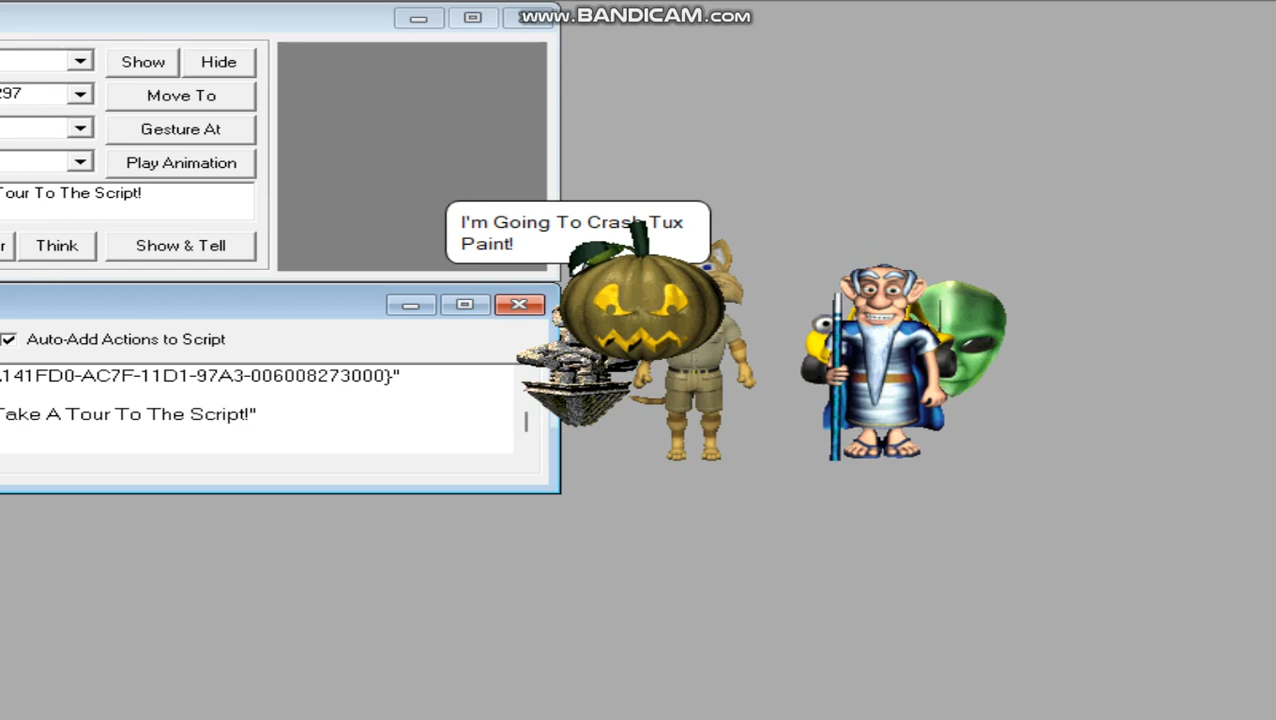 www.BANDICAM.com
Show
Hide
297
Move To
Gesture At
Play Animation
Tour To The Script!
r
Think
Show & Tell
I'm Going To Crash Tux
Paint!
Auto-Add Actions to Script
141FD0-AC7F-11D1-97A3-006008273000}"
Take A Tour To The Script!"